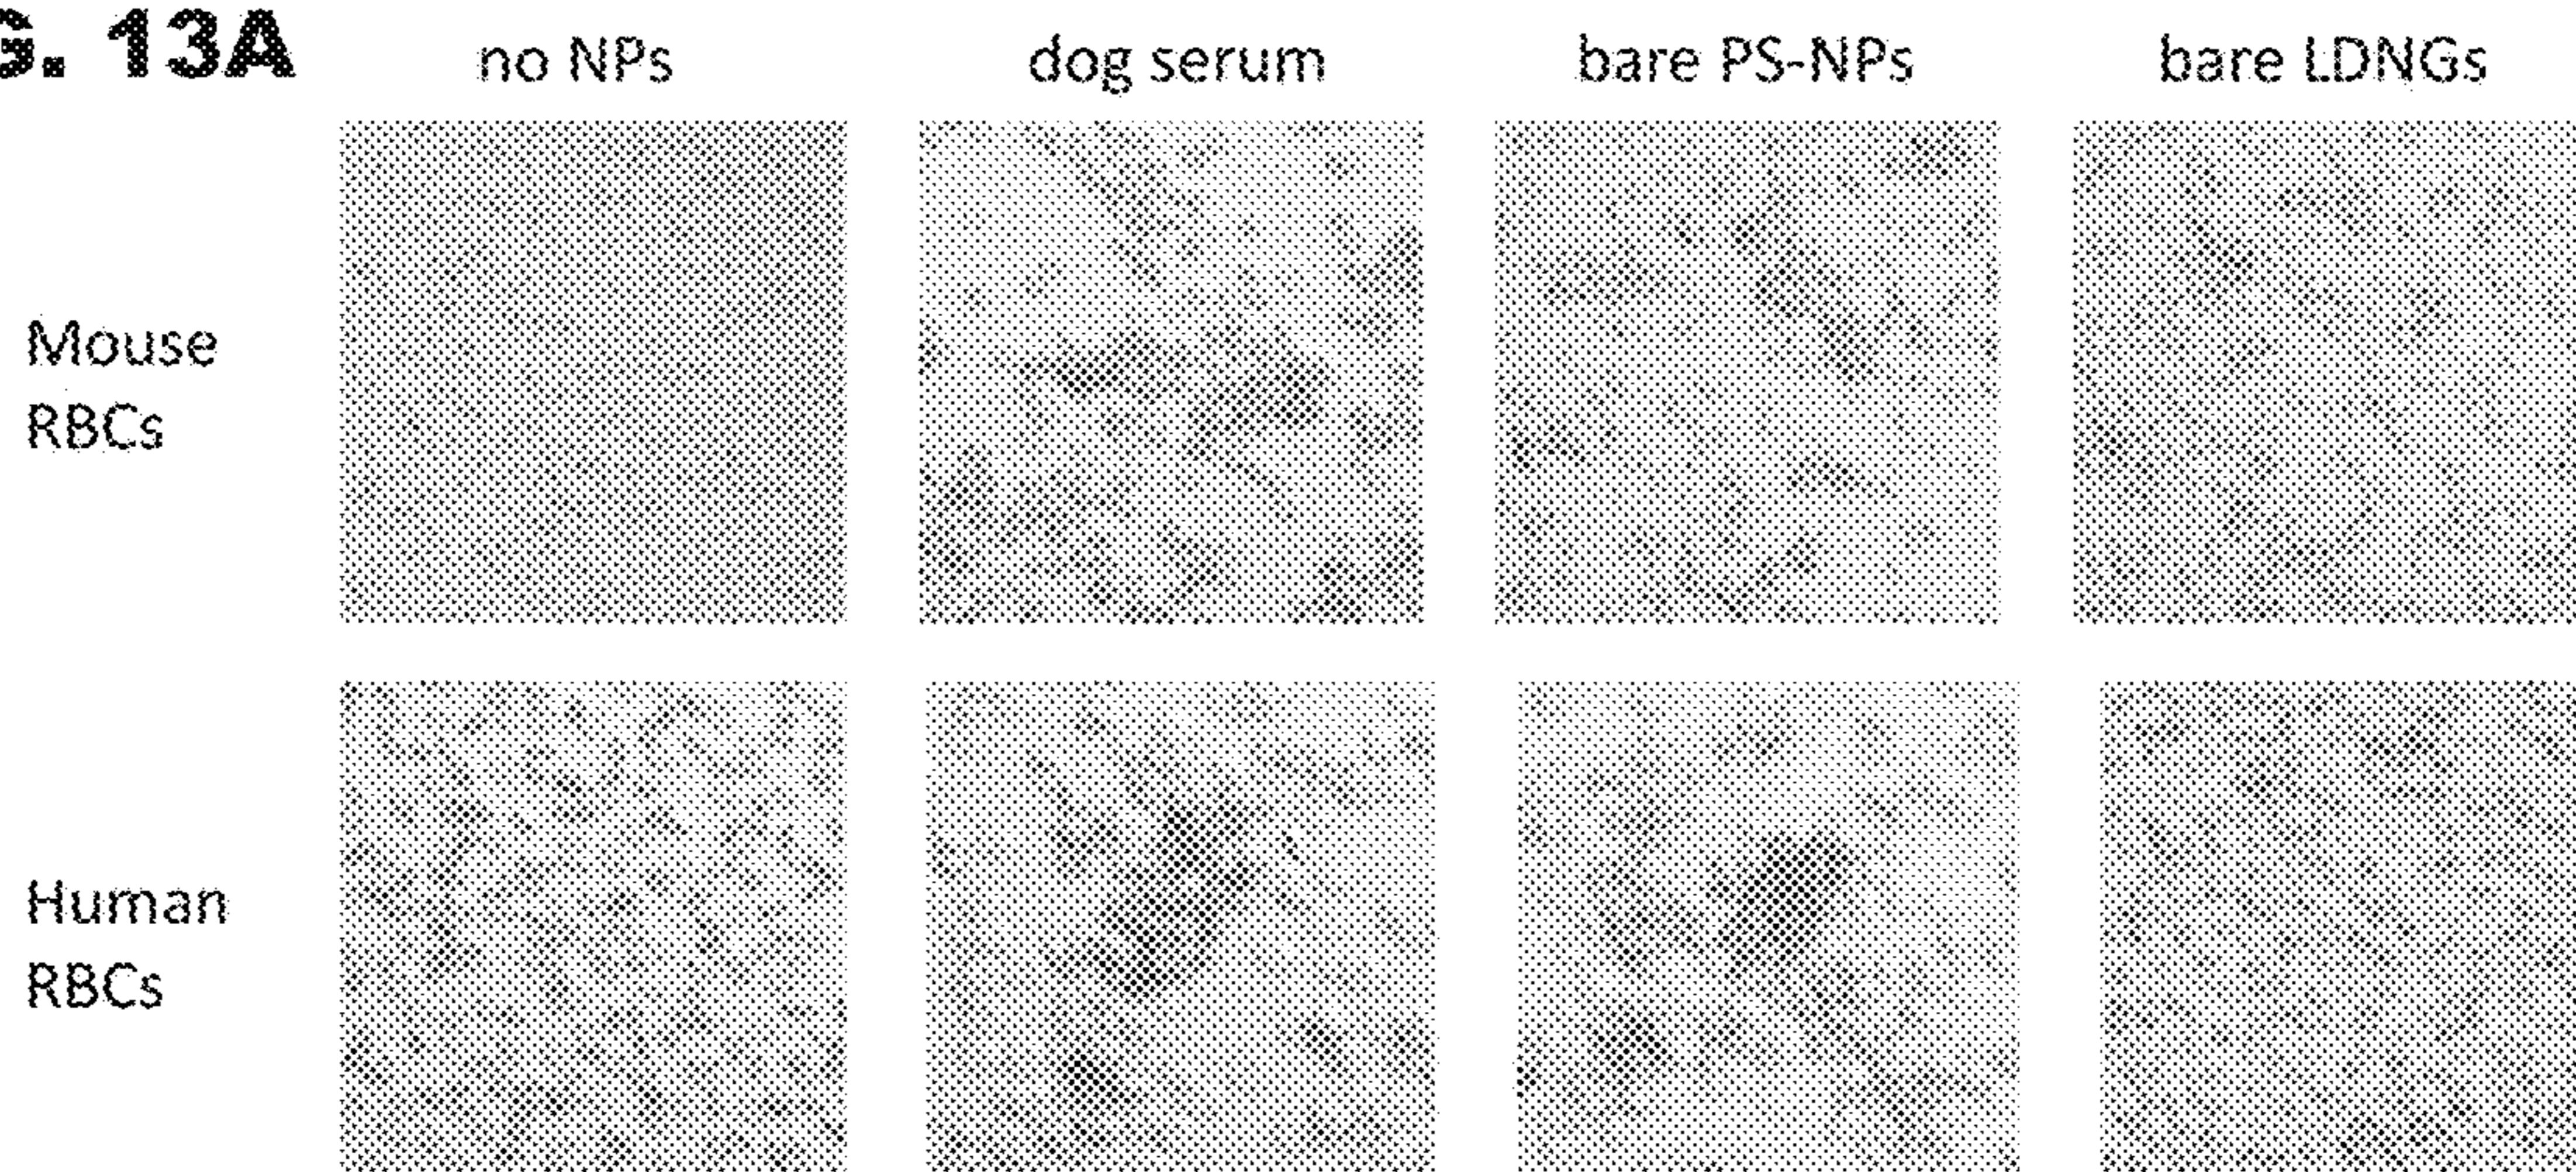 G. 13A
no NPs dog serum bare PS-NPs bare LDNGs
Mouse
RBCs
Human
RBCs